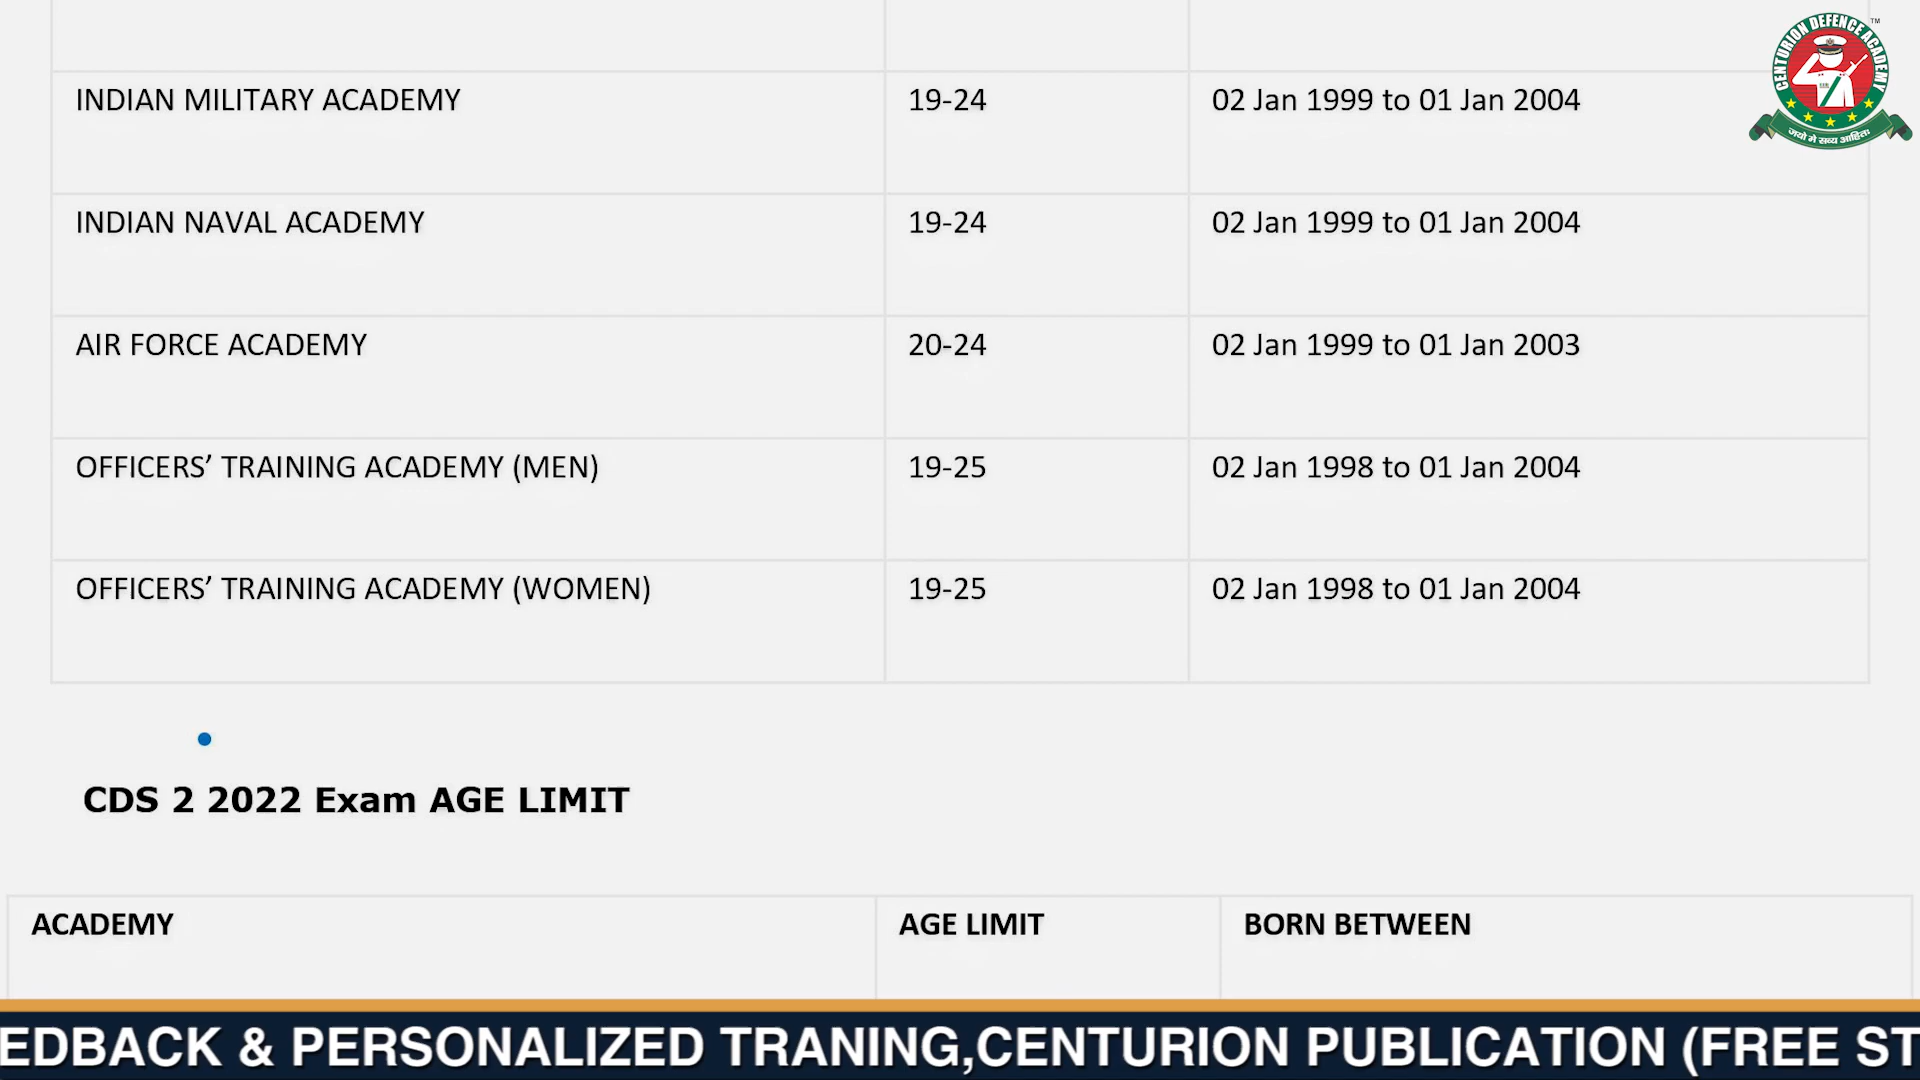 CENTURION DEFENCE ACADEMY
TM
जयो मे सव्य आहितः
INDIAN MILITARY ACADEMY 19-24 02 Jan 1999 to 01 Jan 2004
INDIAN NAVAL ACADEMY 19-24 02 Jan 1999 to 01 Jan 2004
AIR FORCE ACADEMY 20-24 02 Jan 1999 to 01 Jan 2003
OFFICERS’ TRAINING ACADEMY (MEN) 19-25 02 Jan 1998 to 01 Jan 2004
OFFICERS’ TRAINING ACADEMY (WOMEN) 19-25 02 Jan 1998 to 01 Jan 2004
CDS 2 2022 Exam AGE LIMIT
ACADEMY AGE LIMIT BORN BETWEEN
EDBACK & PERSONALIZED TRANING,CENTURION PUBLICATION (FREE ST